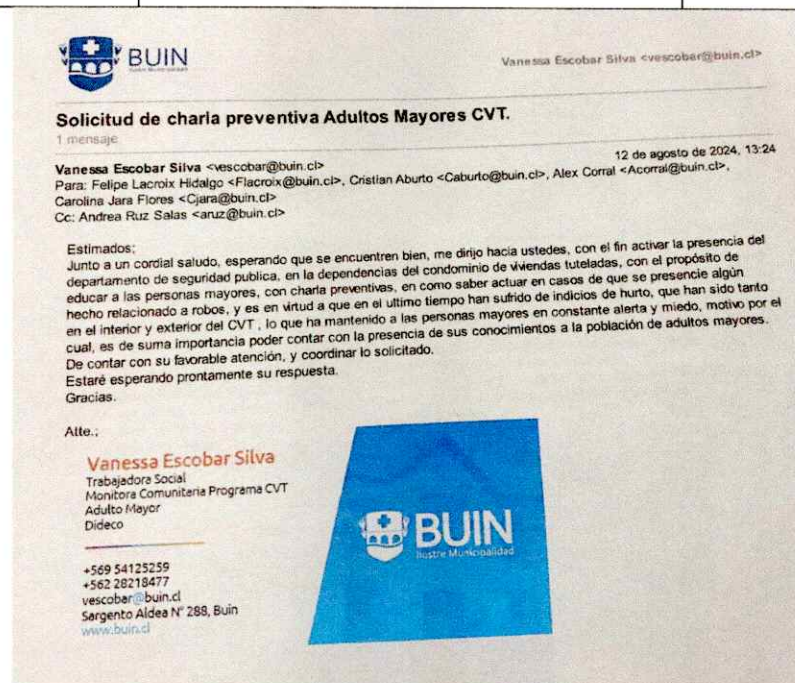 BUIN
Ilustre Municipalidad
Vanessa Escobar Silva <vescobar@buin.cl>
Solicitud de charla preventiva Adultos Mayores CVT.
1 mensaje
Vanessa Escobar Silva <vescobar@buin.cl>
12 de agosto de 2024, 13:24
Para: Felipe Lacroix Hidalgo <Flacroix@buin.cl>, Cristian Aburto <Caburto@buin.cl>, Alex Corral <Acorral@buin.cl>,
Carolina Jara Flores <Cjara@buin.cl>
Cc: Andrea Ruz Salas <aruz@buin.cl>
Estimados;
Junto a un cordial saludo, esperando que se encuentren bien, me dirijo hacia ustedes, con el fin activar la presencia del
departamento de seguridad publica, en la dependencias del condominio de viviendas tuteladas, con el propósito de
educar a las personas mayores, con charla preventivas, en como saber actuar en casos de que se presencie algún
hecho relacionado a robos, y es en virtud a que en el ultimo tiempo han sufrido de indicios de hurto, que han sido tanto
en el interior y exterior del CVT , lo que ha mantenido a las personas mayores en constante alerta y miedo, motivo por el
cual, es de suma importancia poder contar con la presencia de sus conocimientos a la población de adultos mayores.
De contar con su favorable atención, y coordinar lo solicitado.
Estaré esperando prontamente su respuesta.
Gracias.
Atte.;
Vanessa Escobar Silva
Trabajadora Social
Monitora Comunitaria Programa CVT
Adulto Mayor
Dideco
+569 54125259
+562 28218477
vescobar@buin.cl
Sargento Aldea N° 288, Buin
www.buin.cl
BUIN
Ilustre Municipalidad